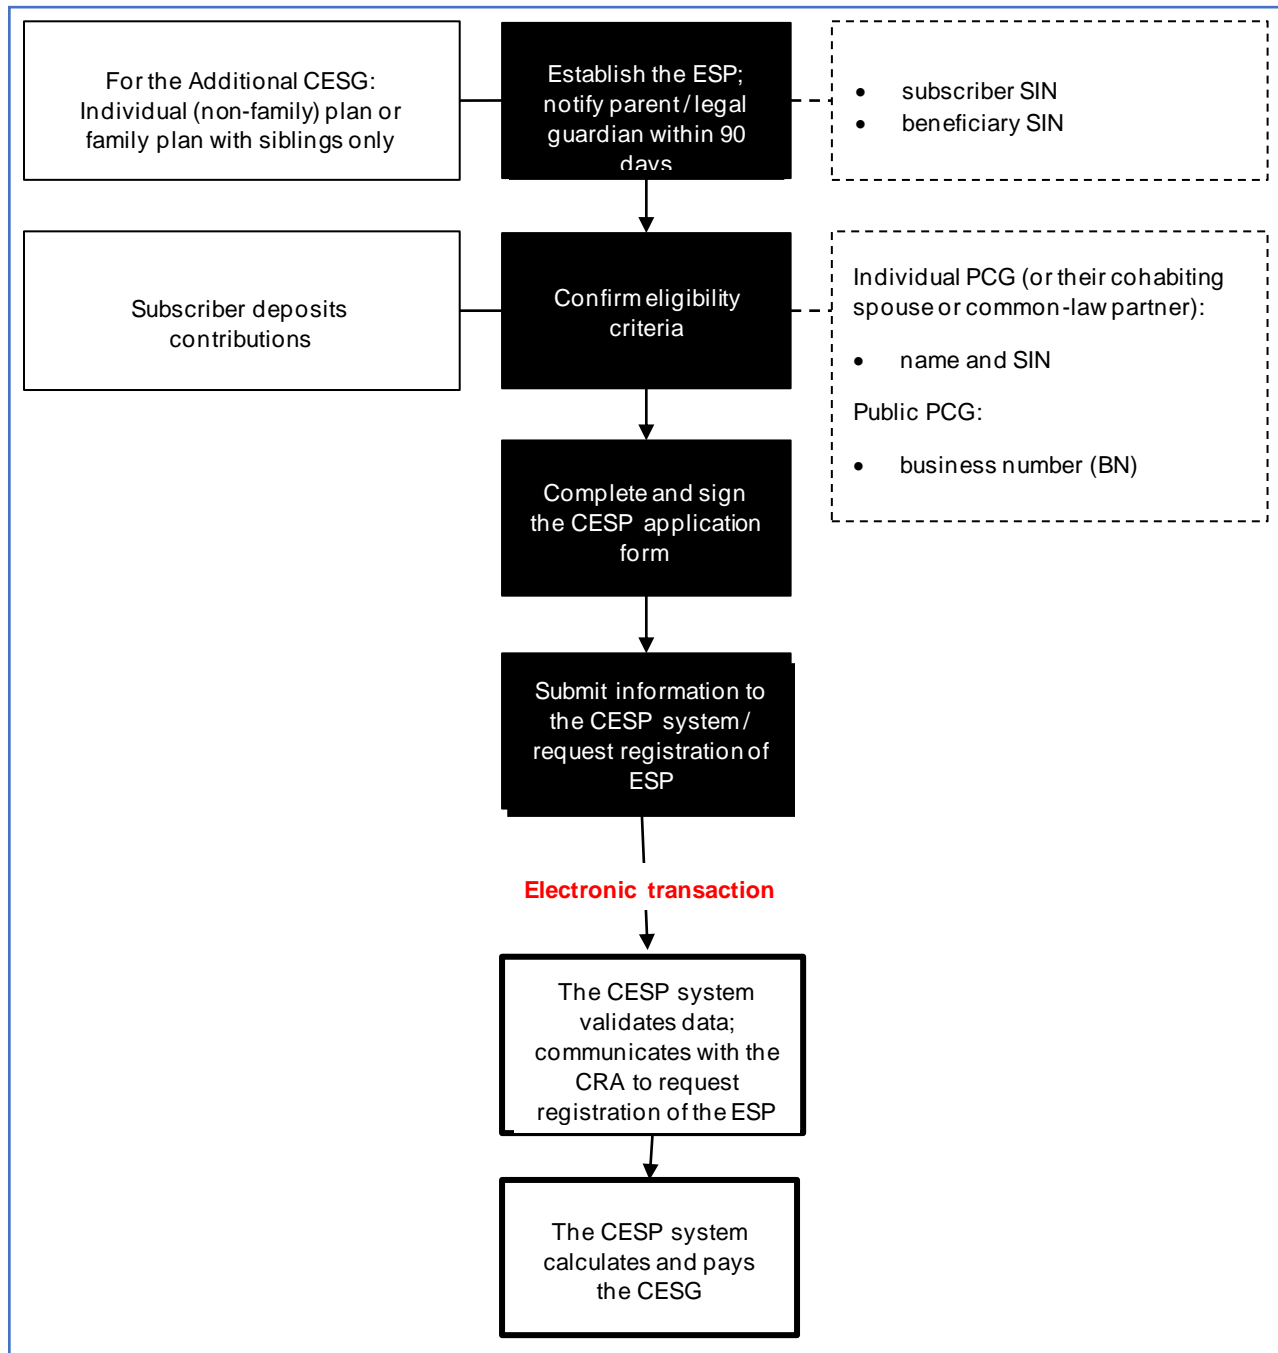 For the Additional CESG:
Individual (non-family) plan or
family plan with siblings only
Establish the ESP;
notify parent / legal
guardian within 90
days
• subscriber SIN
• beneficiary SIN
Subscriber deposits
contributions
Confirm eligibility
criteria
Individual PCG (or their cohabiting
spouse or common-law partner):
• name and SIN
Public PCG:
• business number (BN)
Complete and sign
the CESP application
form
Submit information to
the CESP system /
request registration of
ESP
Electronic transaction
The CESP system
validates data;
communicates with the
CRA to request
registration of the ESP
The CESP system
calculates and pays
the CESG